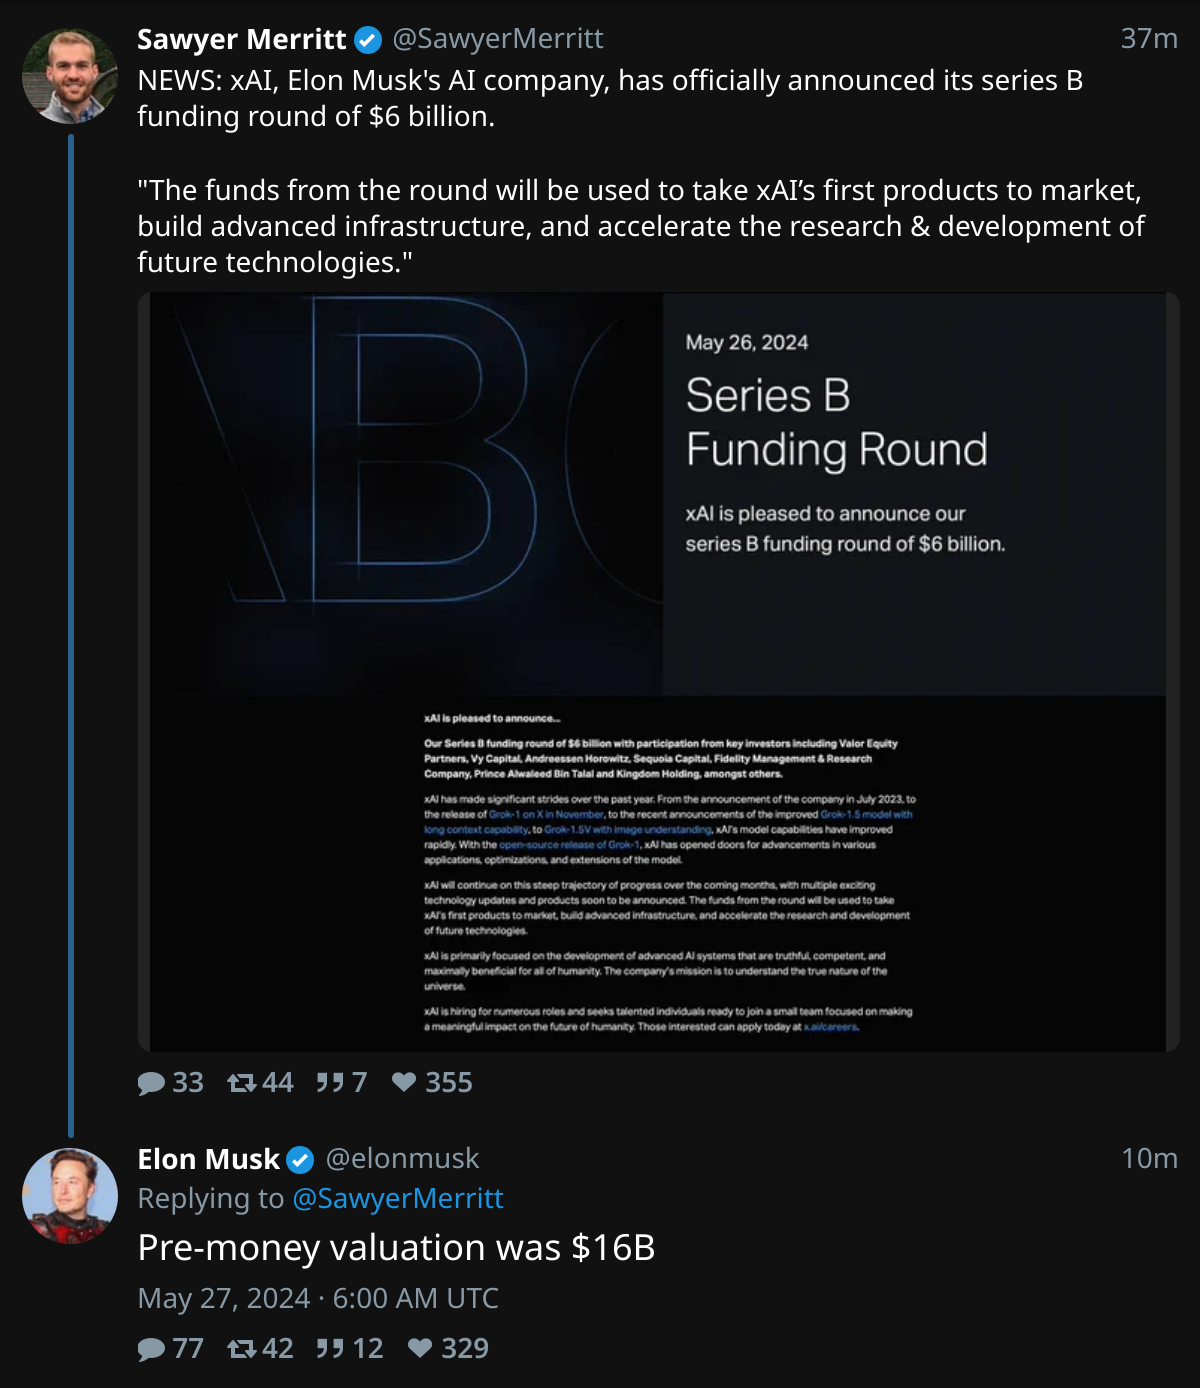 Sawyer Merritt @SawyerMerritt 37m
NEWS: xAI, Elon Musk's AI company, has officially announced its series B
funding round of $6 billion.
"The funds from the round will be used to take xAI’s first products to market,
build advanced infrastructure, and accelerate the research & development of
future technologies."
ABC
May 26, 2024
Series B
Funding Round
xAI is pleased to announce our
series B funding round of $6 billion.
xAI is pleased to announce...
Our Series B funding round of $6 billion with participation from key investors including Valor Equity
Partners, Vy Capital, Andreessen Horowitz, Sequoia Capital, Fidelity Management & Research
Company, Prince Alwaleed Bin Talal and Kingdom Holding, amongst others.
xAI has made significant strides over the past year. From the announcement of the company in July 2023, to
the release of Grok-1 on X in November, to the recent announcements of the improved Grok-1.5 model with
long context capability, to Grok-1.5V with image understanding, xAI's model capabilities have improved
rapidly. With the open-source release of Grok-1, xAI has opened doors for advancements in various
applications, optimizations, and extensions of the model.
xAI will continue on this steep trajectory of progress over the coming months, with multiple exciting
technology updates and products soon to be announced. The funds from the round will be used to take
xAI's first products to market, build advanced infrastructure, and accelerate the research and development
of future technologies.
xAI is primarily focused on the development of advanced AI systems that are truthful, competent, and
maximally beneficial for all of humanity. The company's mission is to understand the true nature of the
universe.
xAI is hiring for numerous roles and seeks talented individuals ready to join a small team focused on making
a meaningful impact on the future of humanity. Those interested can apply today at x.ai/careers.
33 44 7 355
Elon Musk @elonmusk 10m
Replying to @SawyerMerritt
Pre-money valuation was $16B
May 27, 2024 · 6:00 AM UTC
77 42 12 329